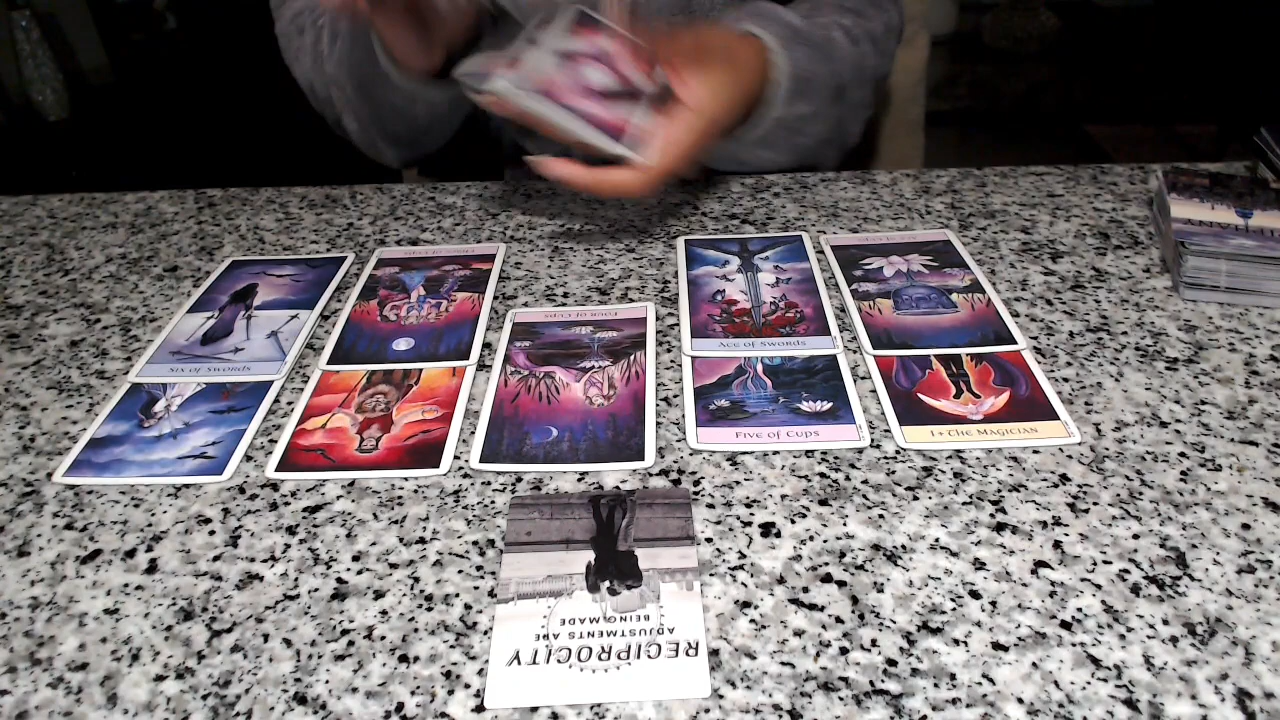 SIX OF SWORDS
FOUR OF CUPS
ACE OF SWORDS
FIVE OF CUPS
I + THE MAGICIAN
RECIPROCITY
ADJUSTMENTS ARE
BEING MADE